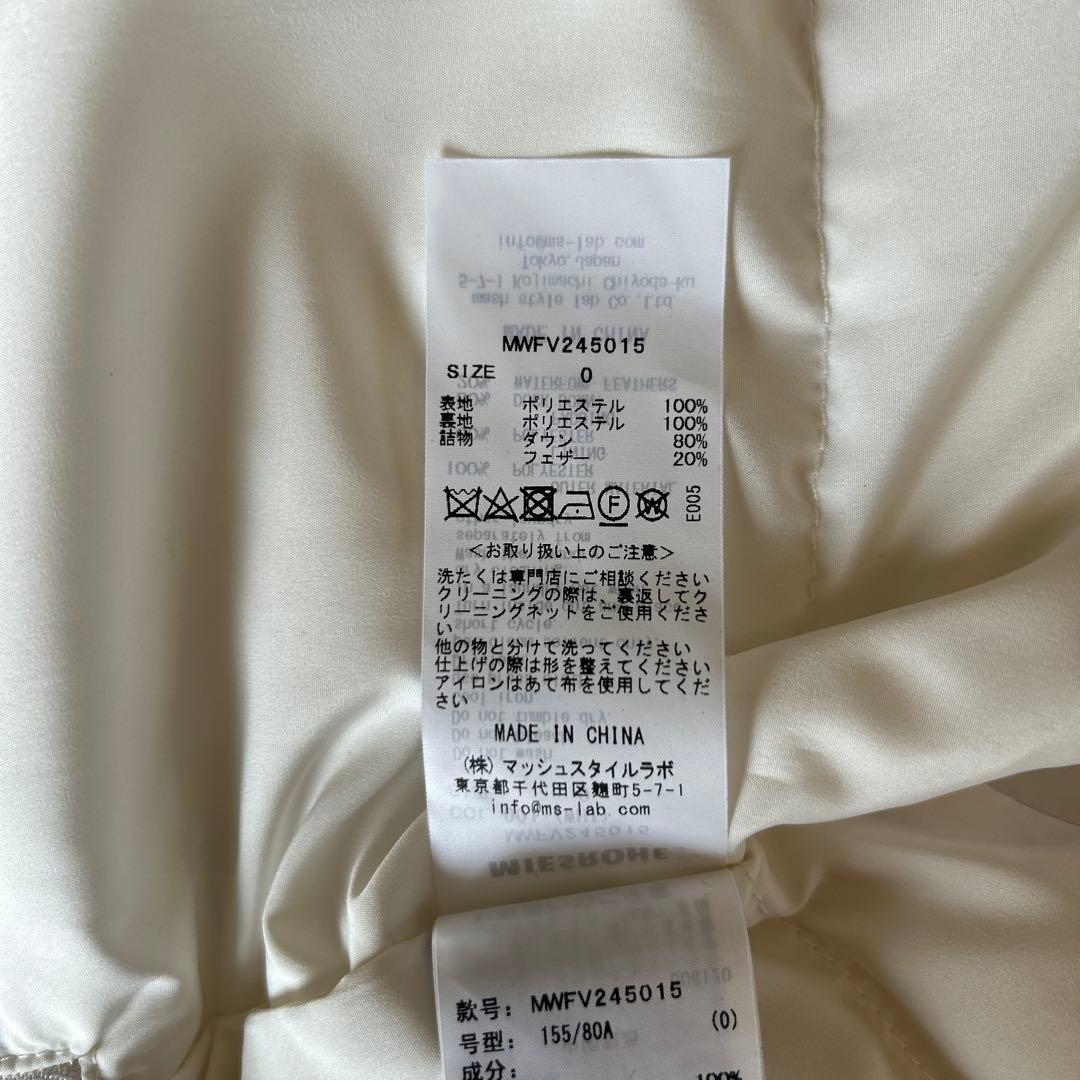 MWFV245015
SIZE 0
表地 ポリエステル 100%
裏地 ポリエステル 100%
詰物 ダウン 80%
フェザー 20%
F
W
E005
<お取り扱い上のご注意>
洗たくは専門店にご相談ください
クリーニングの際は、裏返してク
リーニングネットをご使用くださ
い
他の物と分けて洗ってください
仕上げの際は形を整えてください
アイロンはあて布を使用してくだ
さい
MADE IN CHINA
(株)マッシュスタイルラボ
東京都千代田区麹町5-7-1
info@ms-lab.com
款号: MWFV245015
号型: 155/80A (0)
成分: 100%